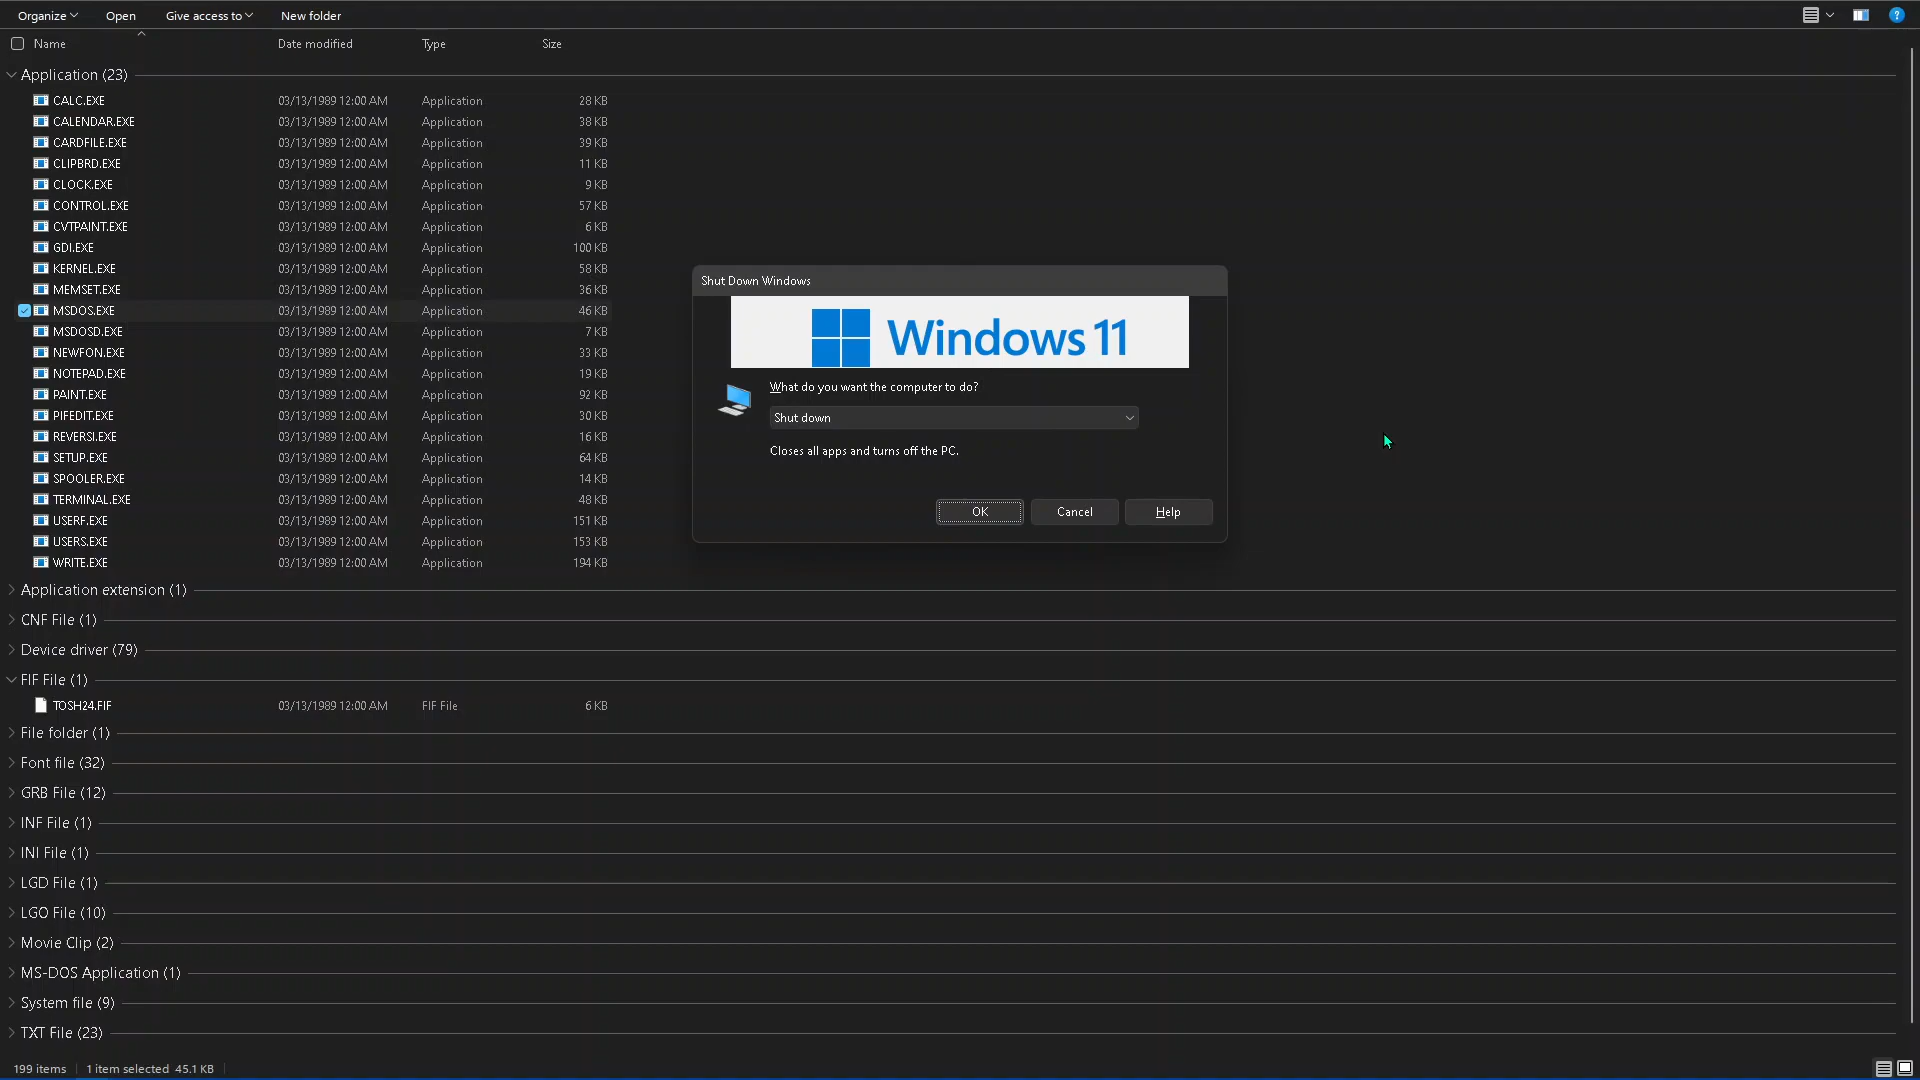 Organize Open Give access to New folder
Name Date modified Type Size
Application (23)
CALC.EXE 03/13/1989 12:00 AM Application 28 KB
CALENDAR.EXE 03/13/1989 12:00 AM Application 38 KB
CARDFILE.EXE 03/13/1989 12:00 AM Application 39 KB
CLIPBRD.EXE 03/13/1989 12:00 AM Application 11 KB
CLOCK.EXE 03/13/1989 12:00 AM Application 9 KB
CONTROL.EXE 03/13/1989 12:00 AM Application 57 KB
CVTPAINT.EXE 03/13/1989 12:00 AM Application 6 KB
GDI.EXE 03/13/1989 12:00 AM Application 100 KB
KERNEL.EXE 03/13/1989 12:00 AM Application 58 KB
MEMSET.EXE 03/13/1989 12:00 AM Application 36 KB
MSDOS.EXE 03/13/1989 12:00 AM Application 46 KB
MSDOSD.EXE 03/13/1989 12:00 AM Application 7 KB
NEWFON.EXE 03/13/1989 12:00 AM Application 33 KB
NOTEPAD.EXE 03/13/1989 12:00 AM Application 19 KB
PAINT.EXE 03/13/1989 12:00 AM Application 92 KB
PIFEDIT.EXE 03/13/1989 12:00 AM Application 30 KB
REVERSI.EXE 03/13/1989 12:00 AM Application 16 KB
SETUP.EXE 03/13/1989 12:00 AM Application 64 KB
SPOOLER.EXE 03/13/1989 12:00 AM Application 14 KB
TERMINAL.EXE 03/13/1989 12:00 AM Application 48 KB
USERF.EXE 03/13/1989 12:00 AM Application 151 KB
USERS.EXE 03/13/1989 12:00 AM Application 153 KB
WRITE.EXE 03/13/1989 12:00 AM Application 194 KB
Application extension (1)
CNF File (1)
Device driver (79)
FIF File (1)
TOSH24.FIF 03/13/1989 12:00 AM FIF File 6 KB
File folder (1)
Font file (32)
GRB File (12)
INF File (1)
INI File (1)
LGD File (1)
LGO File (10)
Movie Clip (2)
MS-DOS Application (1)
System file (9)
TXT File (23)
199 items 1 item selected 45.1 KB
Shut Down Windows
Windows 11
What do you want the computer to do?
Shut down
Closes all apps and turns off the PC.
OK Cancel Help